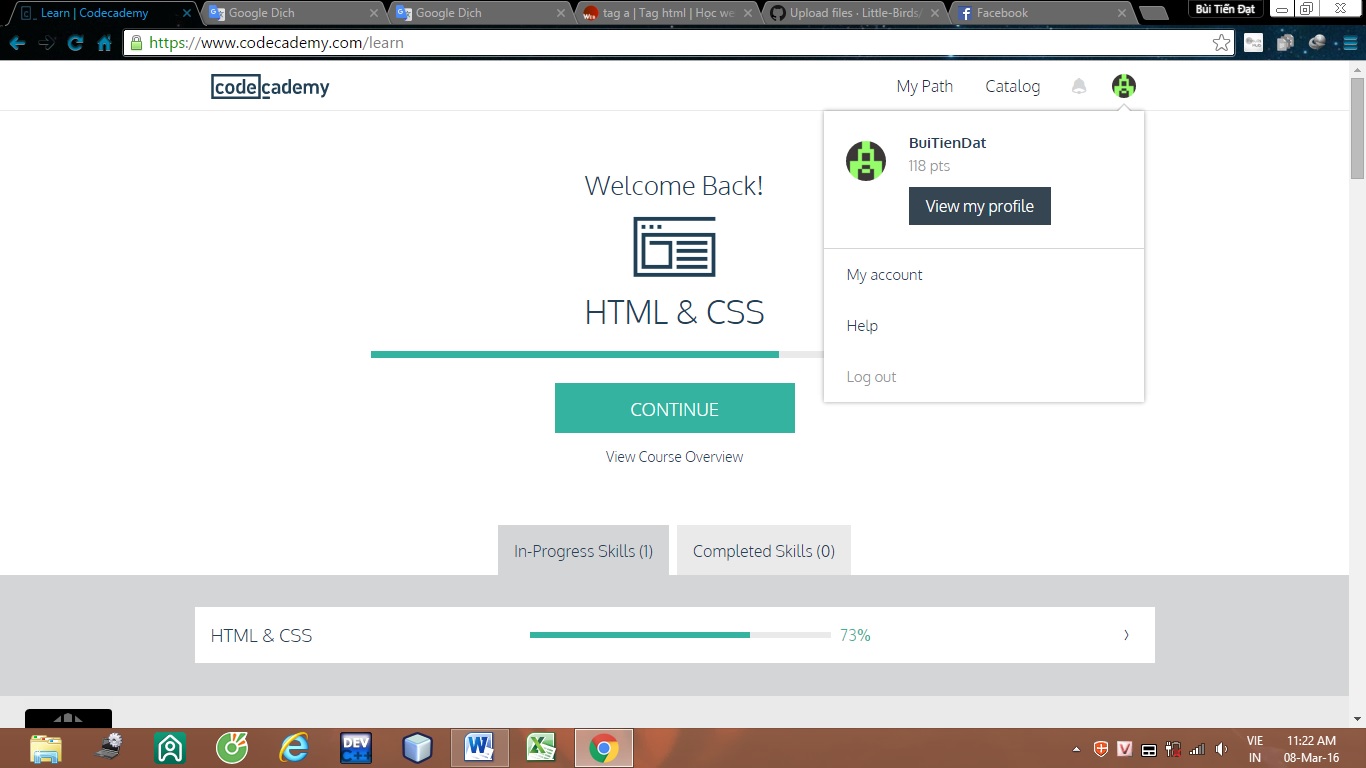 Learn | Codecademy
Google Dịch
Google Dịch
tag a | Tag html | Hoc we
Upload files · Little-Birds/
Facebook
Bùi Tiến Đạt
https://www.codecademy.com/learn
codecademy
My Path
Catalog
BuiTienDat
118 pts
View my profile
My account
Help
Log out
Welcome Back!
HTML & CSS
CONTINUE
View Course Overview
In-Progress Skills (1)
Completed Skills (0)
HTML & CSS
73%
DEV
VIE
IN
11:22 AM
08-Mar-16